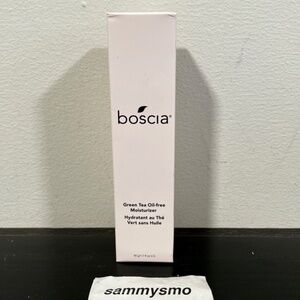 boscia®
Green Tea Oil-free
Moisturizer
Hydratant au Thé
Vert sans Huile
sammysmo